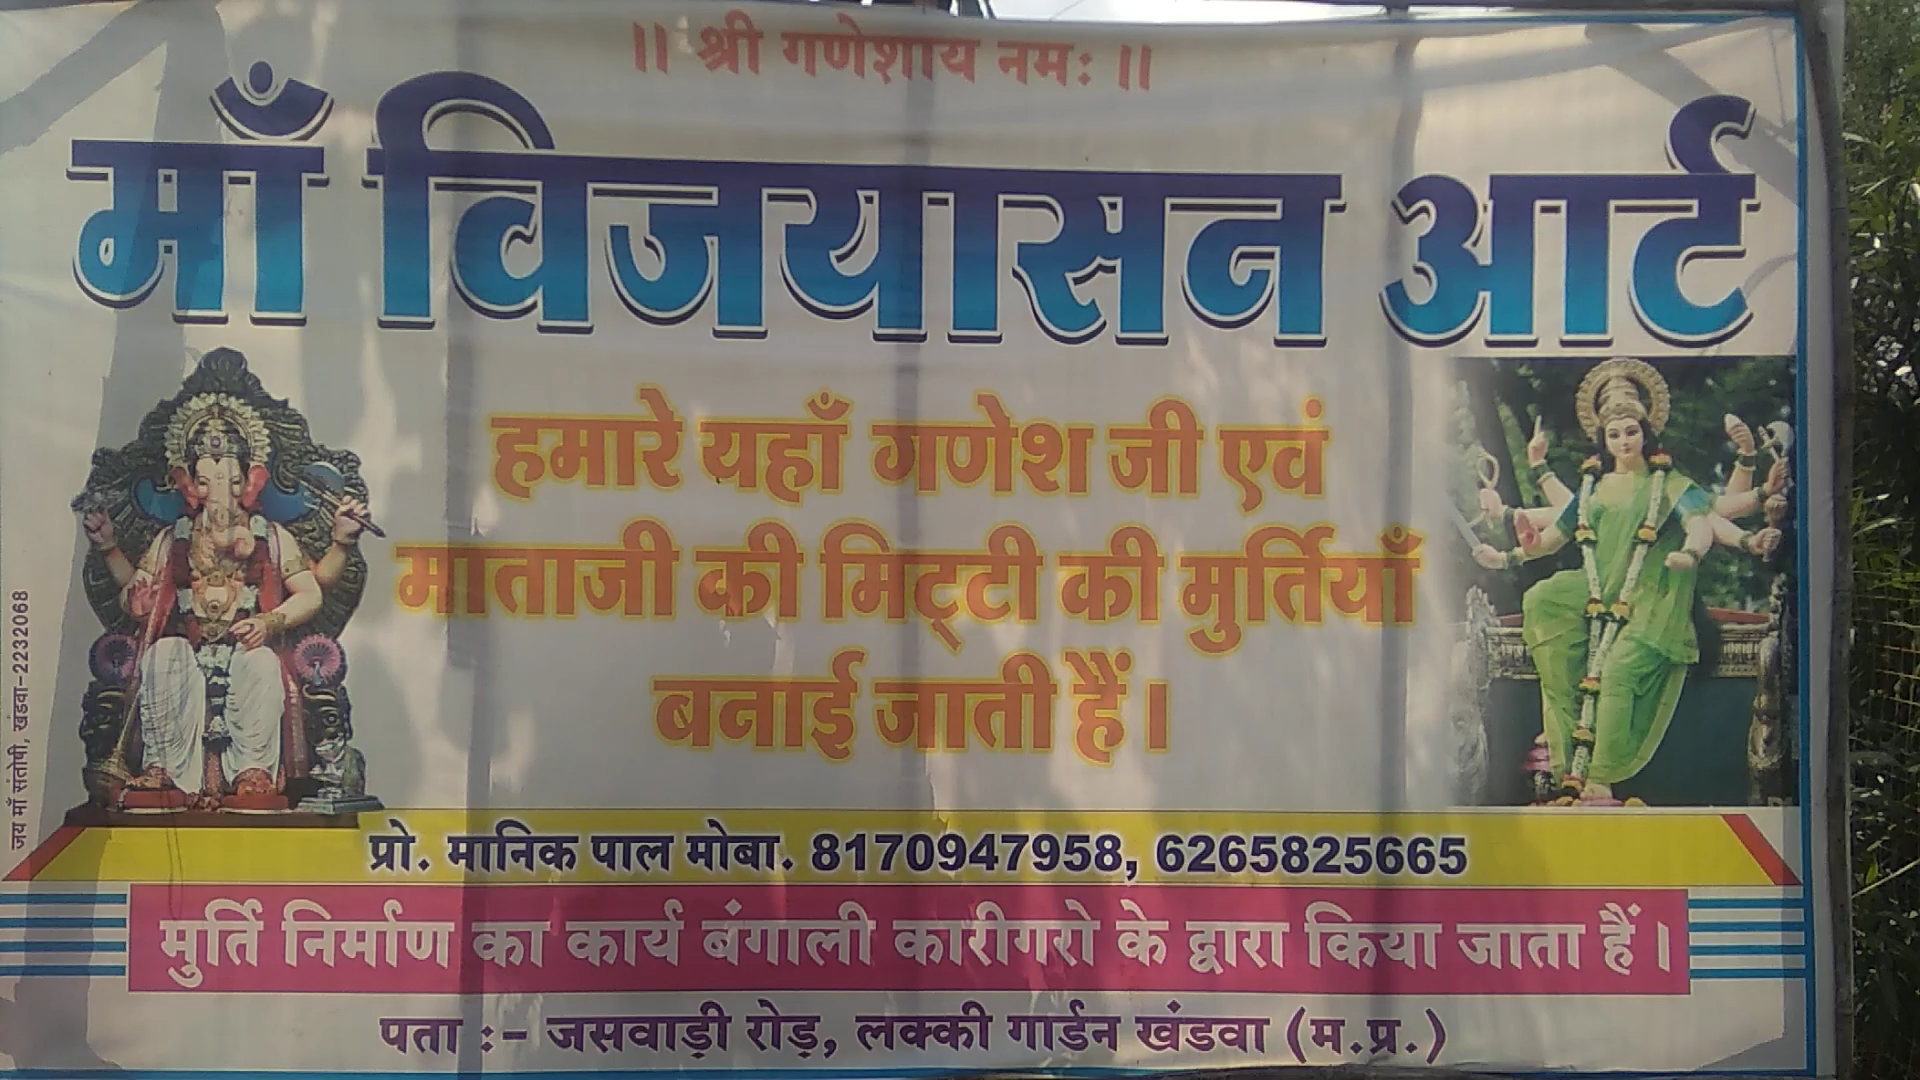 ॥ श्री गणेशाय नमः ॥
माँ विजयासन आर्ट
हमारे यहाँ गणेश जी एवं
माताजी की मिट्टी की मुर्तियाँ
बनाई जाती हैं।
प्रो. मानिक पाल मोबा. 8170947958, 6265825665
मुर्ति निर्माण का कार्य बंगाली कारीगरो के द्वारा किया जाता हैं।
पता :- जसवाड़ी रोड़, लक्की गार्डन खंडवा (म.प्र.)
जय माँ संतोषी, खंडवा-2232068